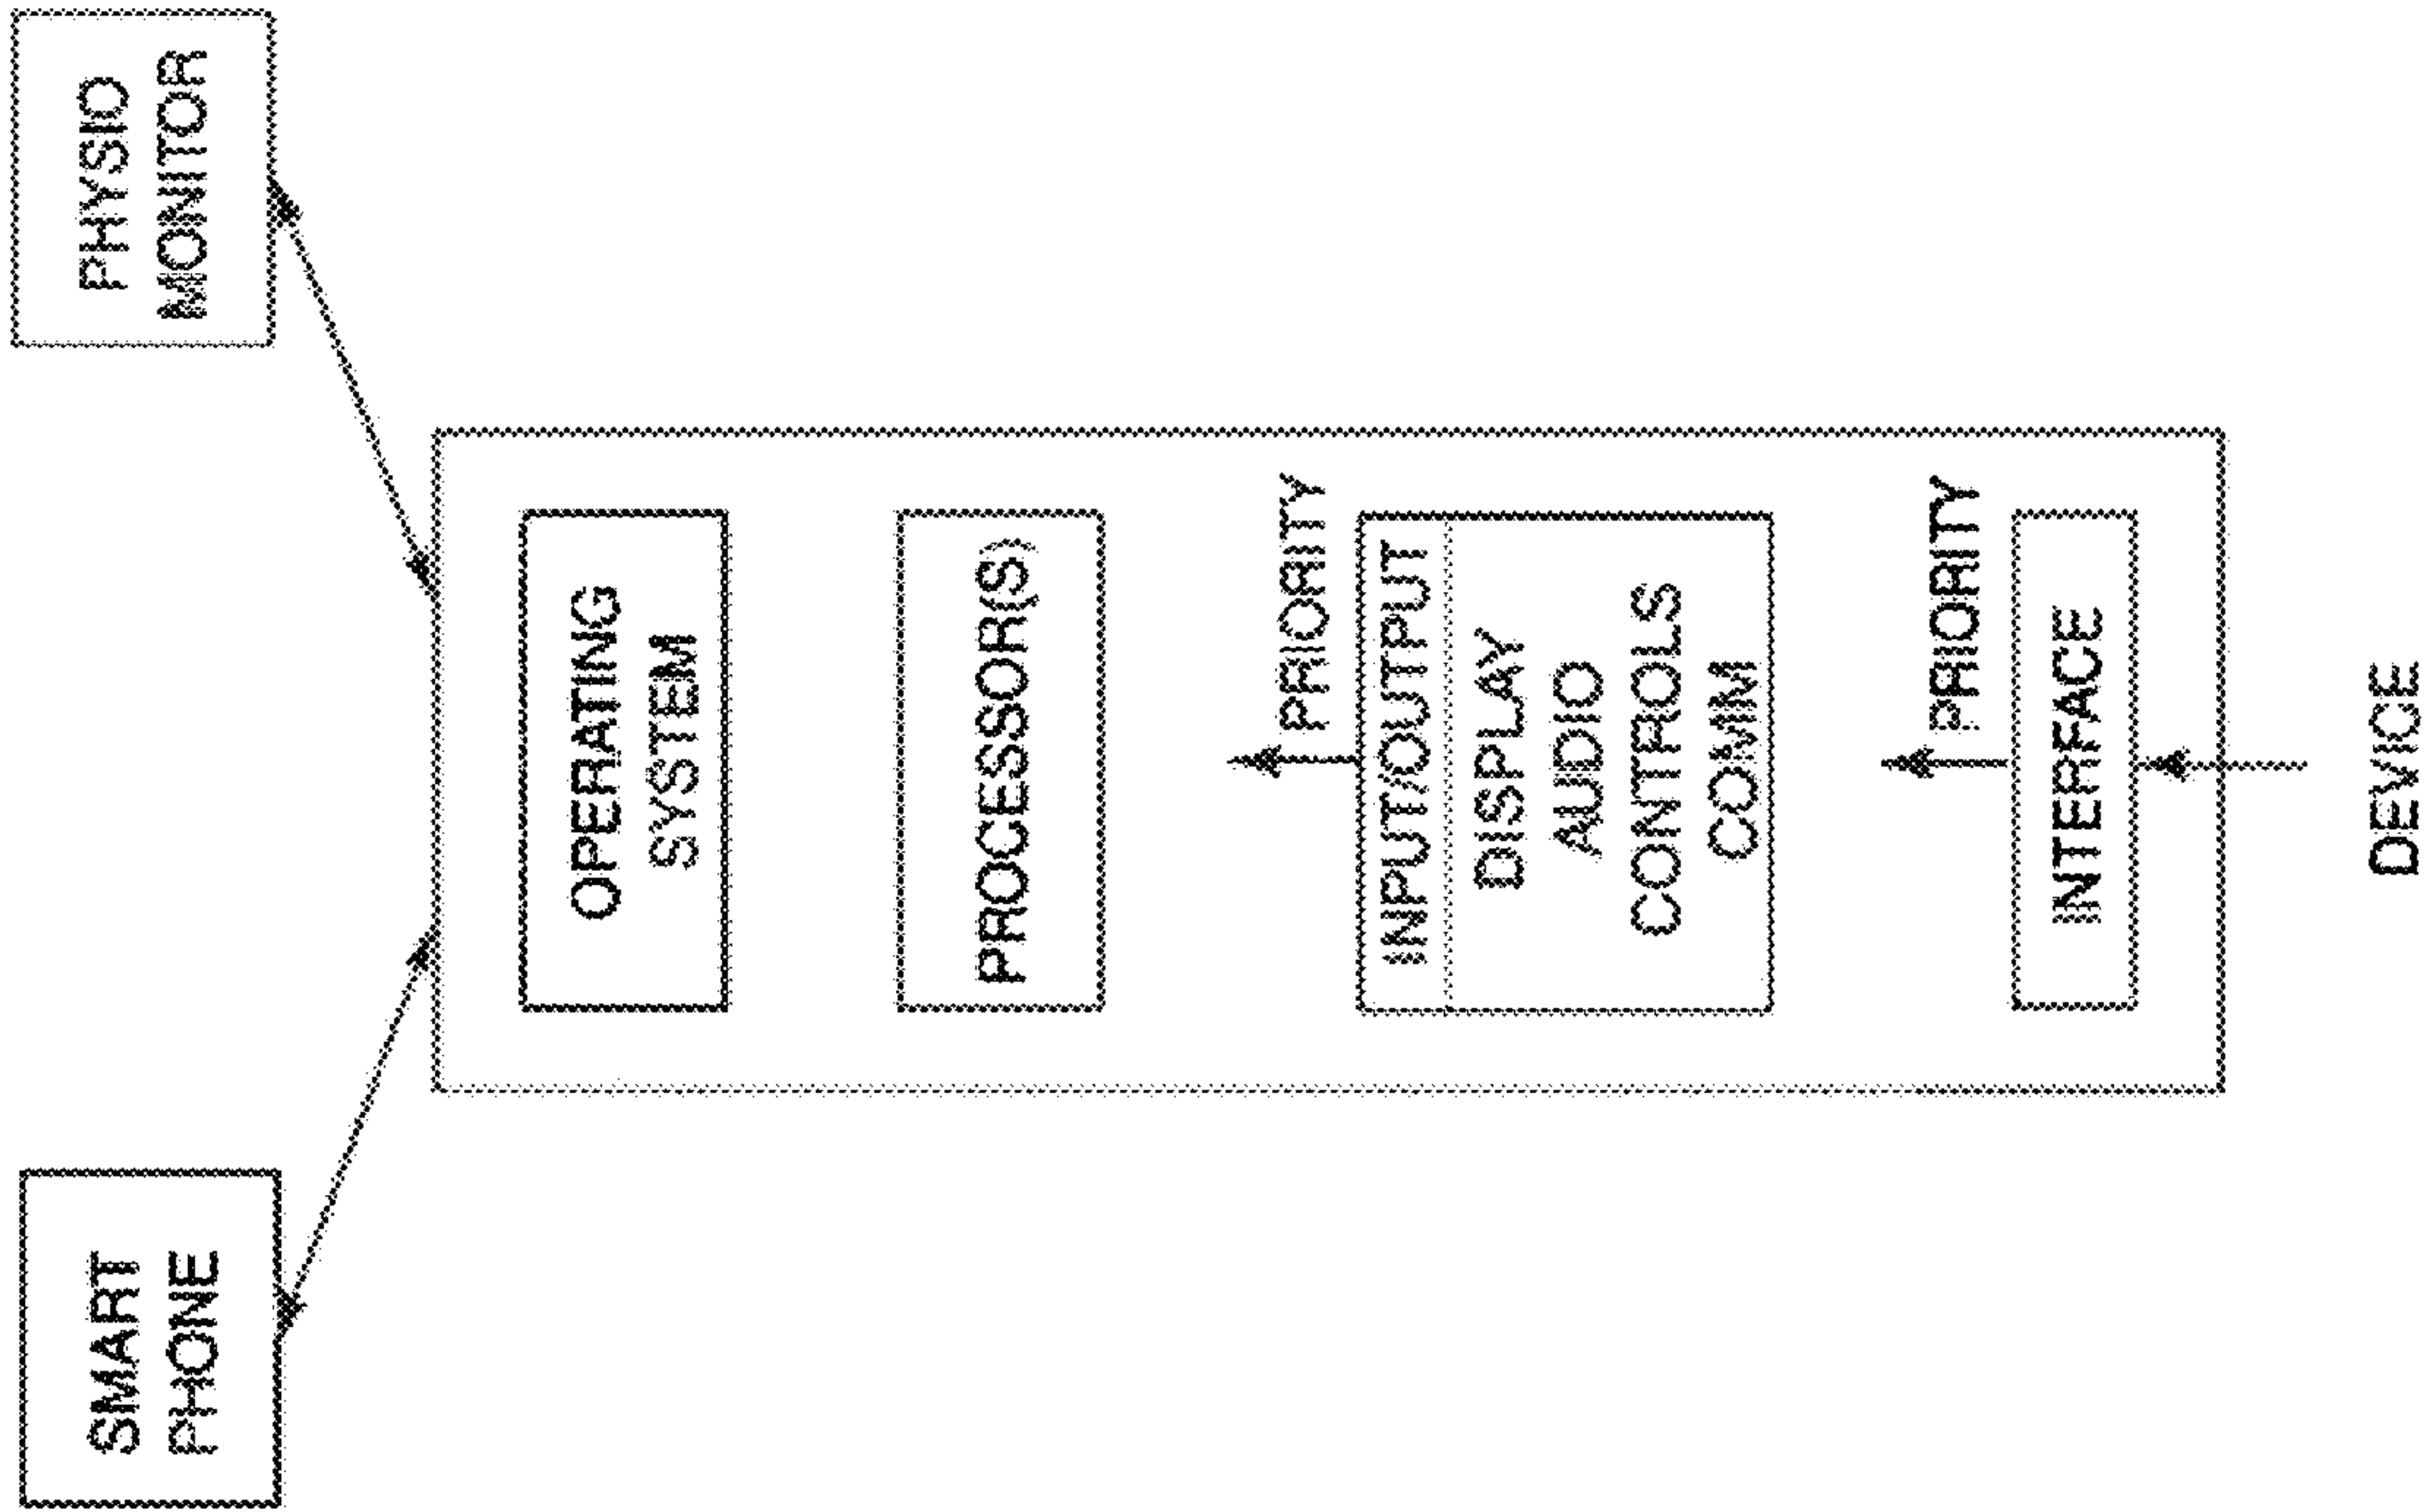 SMART
PHONE
PHYSIO
MONITOR
OPERATING
SYSTEM
PROCESSOR(S)
PRIORITY
INPUT/OUTPUT
DISPLAY
AUDIO
CONTROLS
COMM
PRIORITY
INTERFACE
DEVICE